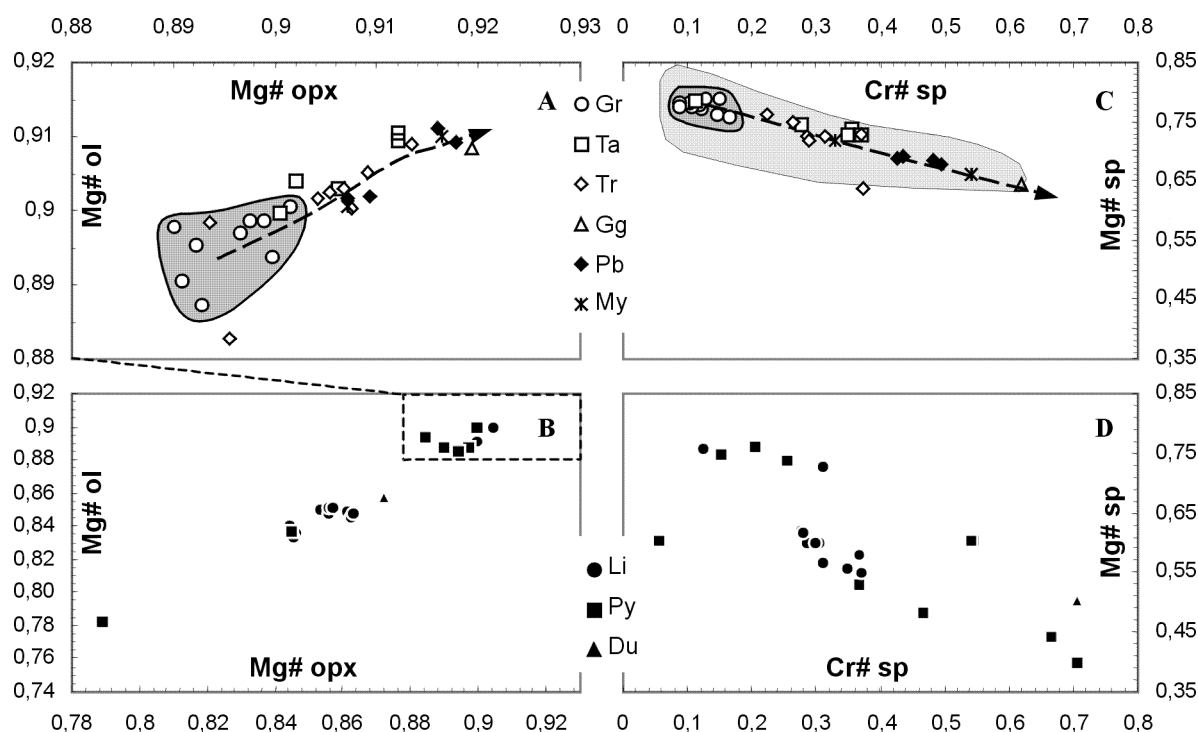 0,88 0,89 0,9 0,91 0,92 0,93
0 0,1 0,2 0,3 0,4 0,5 0,6 0,7 0,8
0,92
0,91
0,9
0,89
0,88
Mg# ol
Mg# opx
A
Gr
Ta
Tr
Gg
Pb
My
Cr# sp
C
0,85
0,75
0,65
0,55
0,45
0,35
Mg# sp
0,92
0,9
0,88
0,86
0,84
0,82
0,80
0,78
0,76
0,74
Mg# ol
B
Mg# opx
Li
Py
Du
D
Cr# sp
0,85
0,75
0,65
0,55
0,45
0,35
Mg# sp
0,78 0,8 0,82 0,84 0,86 0,88 0,9 0,92
0 0,1 0,2 0,3 0,4 0,5 0,6 0,7 0,8